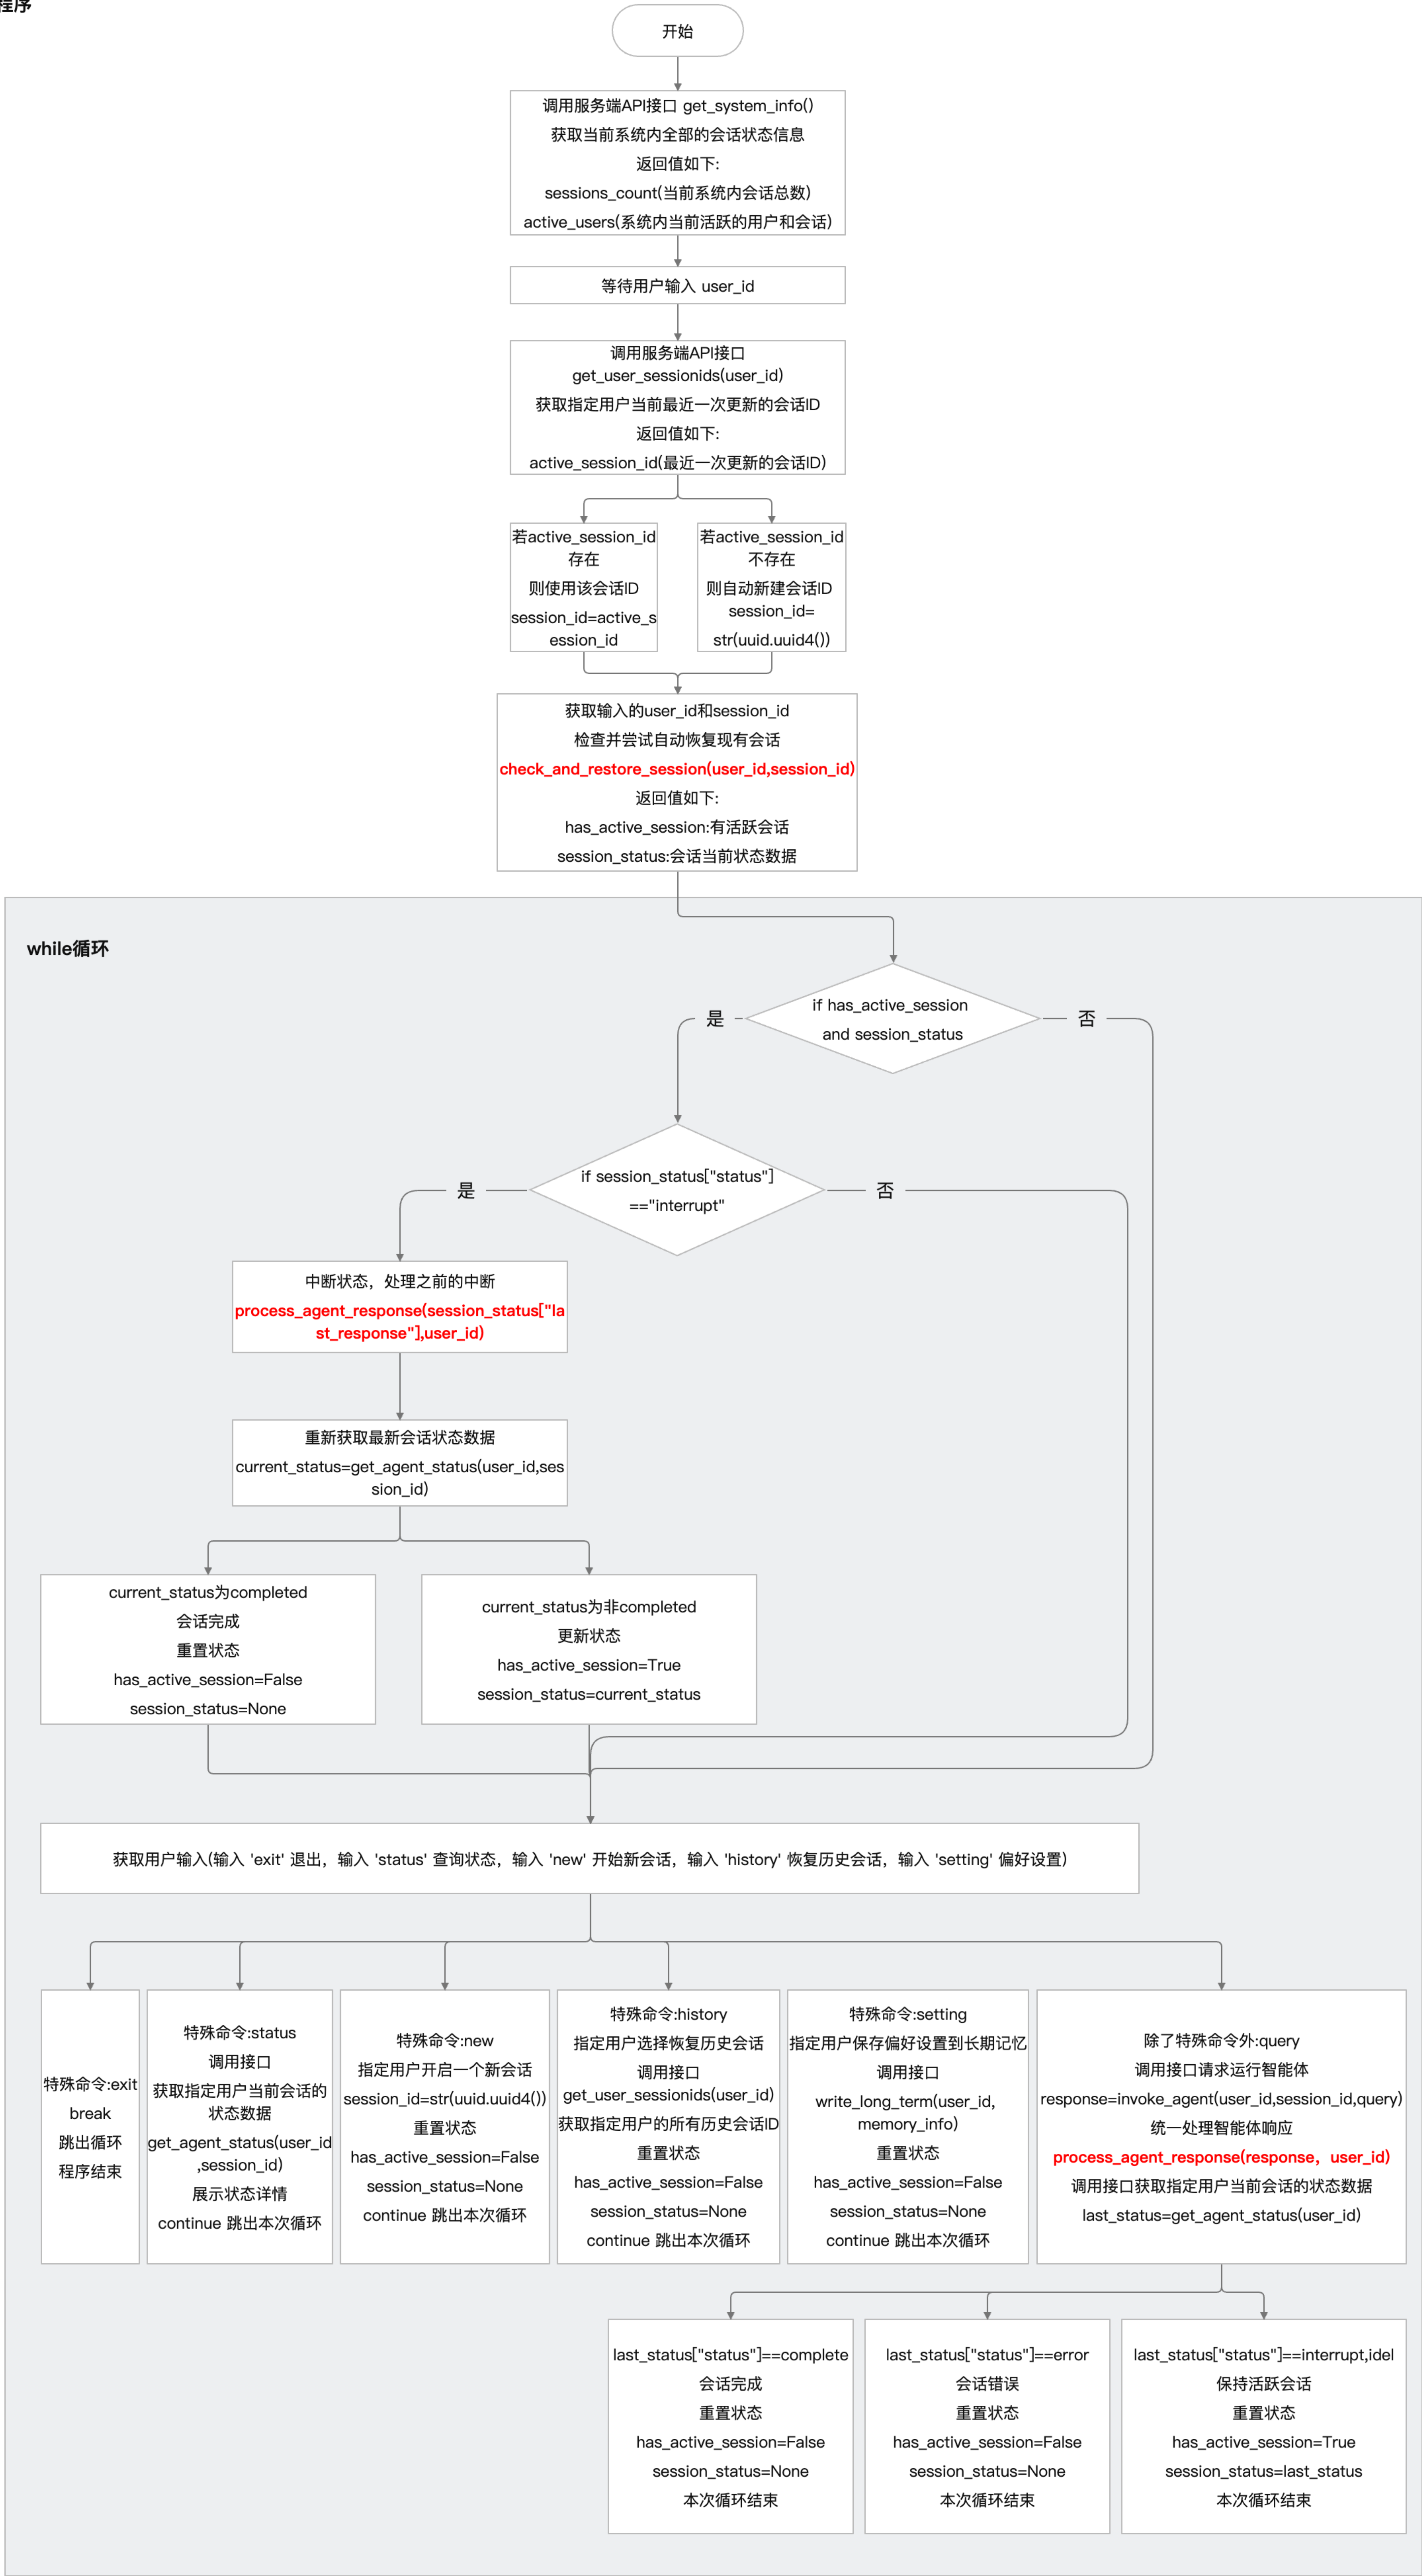 程序
开始
调用服务端API接口 get_system_info()
获取当前系统内全部的会话状态信息
返回值如下:
sessions_count(当前系统内会话总数)
active_users(系统内当前活跃的用户和会话)
等待用户输入 user_id
调用服务端API接口
get_user_sessionids(user_id)
获取指定用户当前最近一次更新的会话ID
返回值如下:
active_session_id(最近一次更新的会话ID)
若active_session_id
存在
则使用该会话ID
session_id=active_s
ession_id
若active_session_id
不存在
则自动新建会话ID
session_id=
str(uuid.uuid4())
获取输入的user_id和session_id
检查并尝试自动恢复现有会话
check_and_restore_session(user_id,session_id)
返回值如下:
has_active_session:有活跃会话
session_status:会话当前状态数据
while循环
if has_active_session
and session_status
是
否
if session_status["status"]
=="interrupt"
是
否
中断状态，处理之前的中断
process_agent_response(session_status["la
st_response"],user_id)
重新获取最新会话状态数据
current_status=get_agent_status(user_id,ses
sion_id)
current_status为completed
会话完成
重置状态
has_active_session=False
session_status=None
current_status为非completed
更新状态
has_active_session=True
session_status=current_status
获取用户输入(输入 'exit' 退出，输入 'status' 查询状态，输入 'new' 开始新会话，输入 'history' 恢复历史会话，输入 'setting' 偏好设置)
特殊命令:exit
break
跳出循环
程序结束
特殊命令:status
调用接口
获取指定用户当前会话的
状态数据
get_agent_status(user_id
,session_id)
展示状态详情
continue 跳出本次循环
特殊命令:new
指定用户开启一个新会话
session_id=str(uuid.uuid4())
重置状态
has_active_session=False
session_status=None
continue 跳出本次循环
特殊命令:history
指定用户选择恢复历史会话
调用接口
get_user_sessionids(user_id)
获取指定用户的所有历史会话ID
重置状态
has_active_session=False
session_status=None
continue 跳出本次循环
特殊命令:setting
指定用户保存偏好设置到长期记忆
调用接口
write_long_term(user_id,
memory_info)
重置状态
has_active_session=False
session_status=None
continue 跳出本次循环
除了特殊命令外:query
调用接口请求运行智能体
response=invoke_agent(user_id,session_id,query)
统一处理智能体响应
process_agent_response(response，user_id)
调用接口获取指定用户当前会话的状态数据
last_status=get_agent_status(user_id)
last_status["status"]==complete
会话完成
重置状态
has_active_session=False
session_status=None
本次循环结束
last_status["status"]==error
会话错误
重置状态
has_active_session=False
session_status=None
本次循环结束
last_status["status"]==interrupt,idel
保持活跃会话
重置状态
has_active_session=True
session_status=last_status
本次循环结束